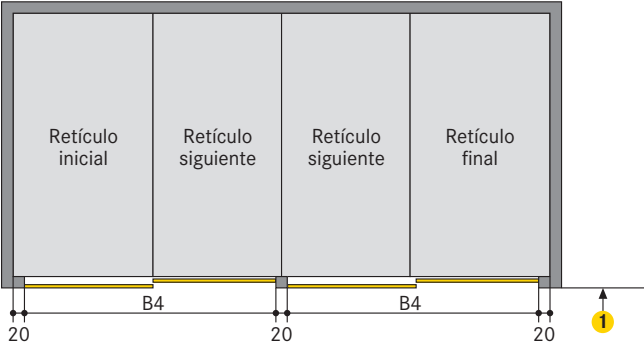 Retículo
inicial
Retículo
siguiente
Retículo
siguiente
Retículo
final
B4
B4
20
20
20
1